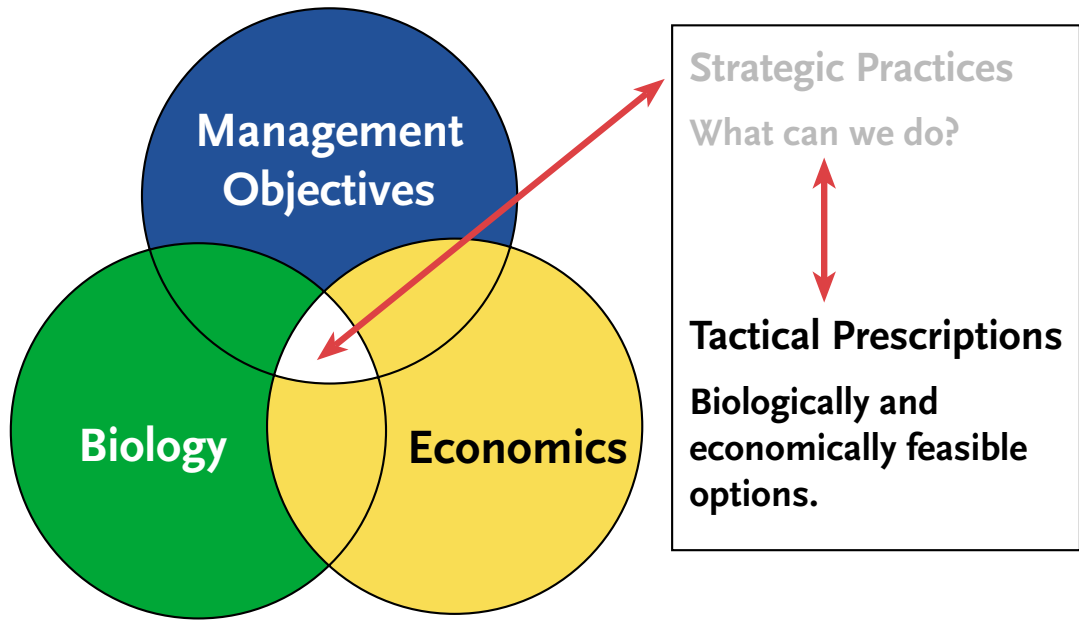 Management
Objectives
Biology
Economics
Strategic Practices
What can we do?
Tactical Prescriptions
Biologically and
economically feasible
options.